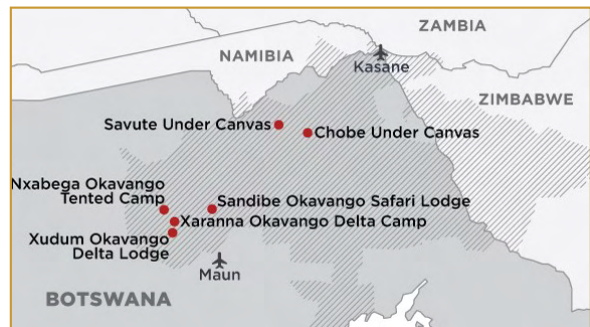 ZAMBIA
NAMIBIA
Kasane
ZIMBABWE
Savute Under Canvas
Chobe Under Canvas
Nxabega Okavango
Tented Camp
Sandibe Okavango Safari Lodge
Xaranna Okavango Delta Camp
Xudum Okavango
Delta Lodge
Maun
BOTSWANA